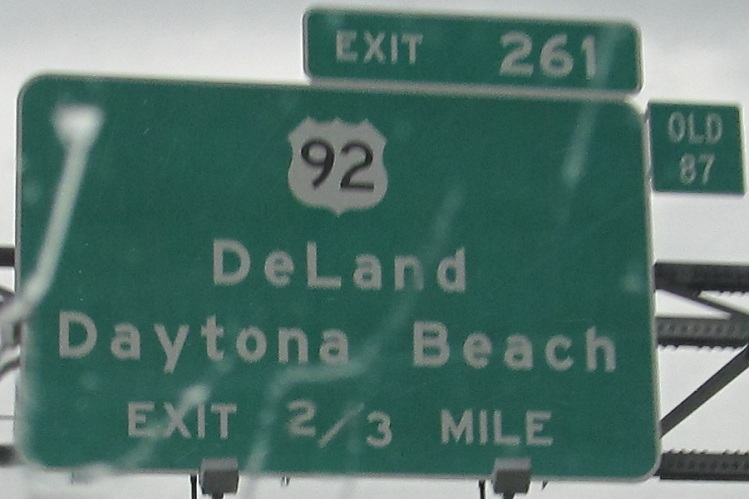 EXIT 261
OLD
87
92
DeLand
Daytona Beach
EXIT 2/3 MILE